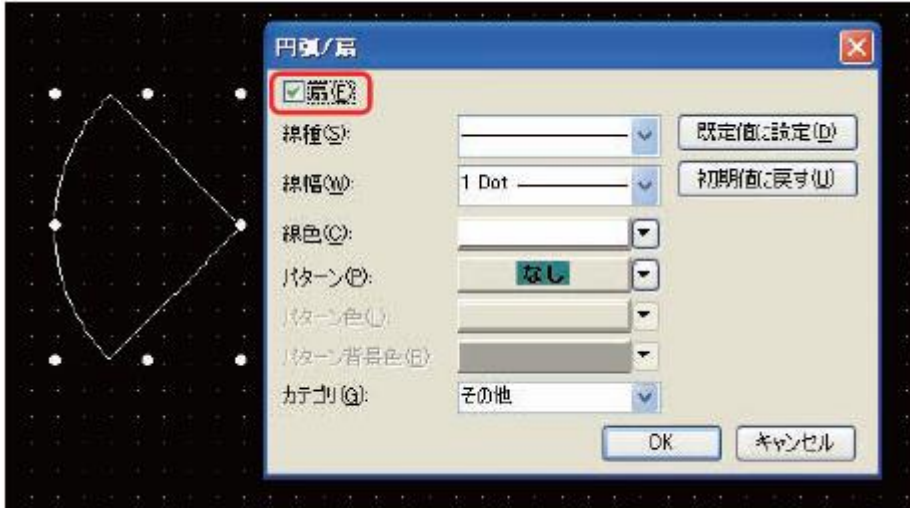 円弧/扇
扇(F)
線種(S):
既定値に設定(D)
線幅(W):
1 Dot
初期値に戻す(U)
線色(C):
パターン(P):
なし
パターン色(L):
パターン背景色(B)
カテゴリ(G):
その他
OK
キャンセル